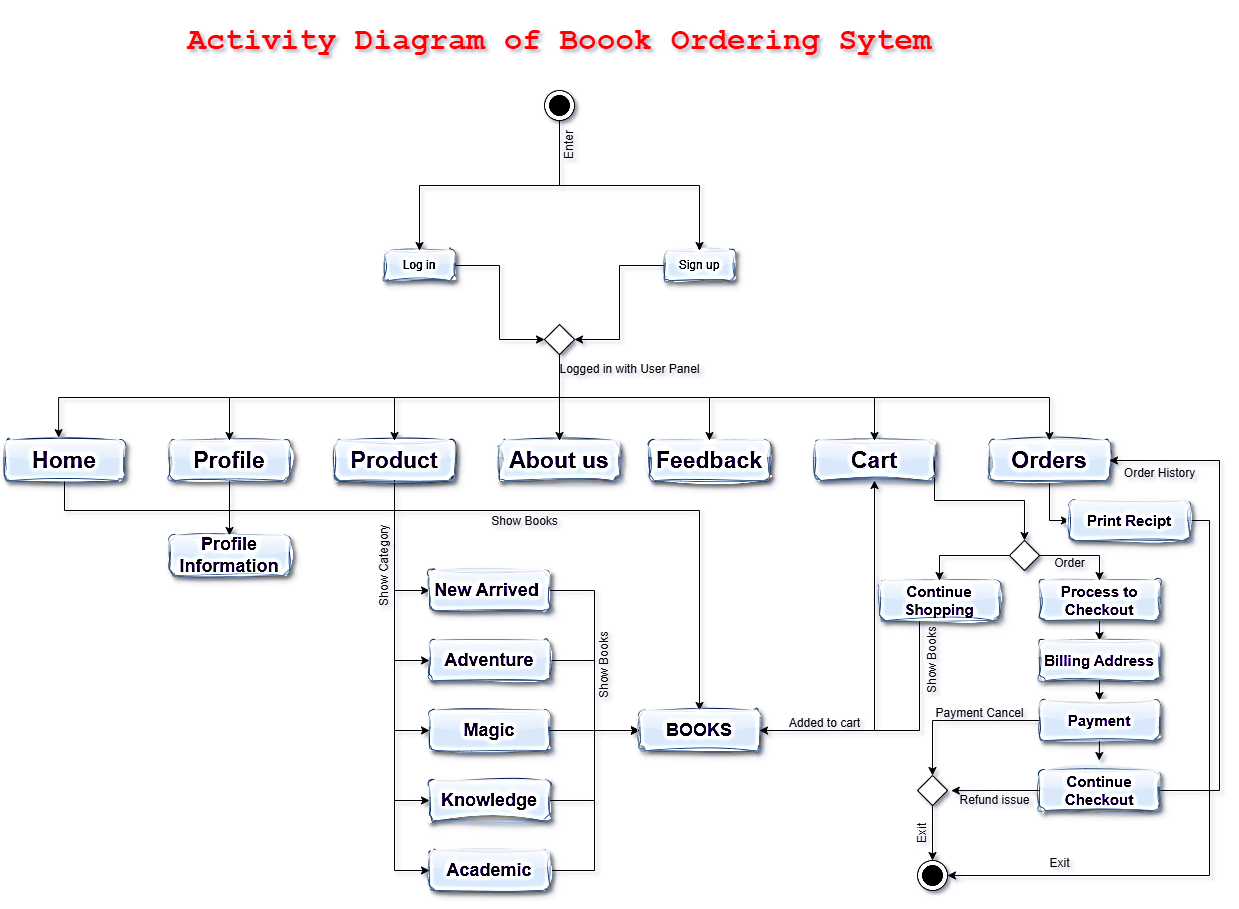 Activity Diagram of Boook Ordering Sytem
Enter
Log in
Sign up
Logged in with User Panel
Home
Profile
Product
About us
Feedback
Cart
Orders
Order History
Show Books
Print Recipt
Profile
Information
Show Category
Order
New Arrived
Continue
Shopping
Process to
Checkout
Adventure
Show Books
Show Books
Billing Address
Magic
BOOKS
Added to cart
Payment Cancel
Payment
Knowledge
Refund issue
Continue
Checkout
Exit
Academic
Exit